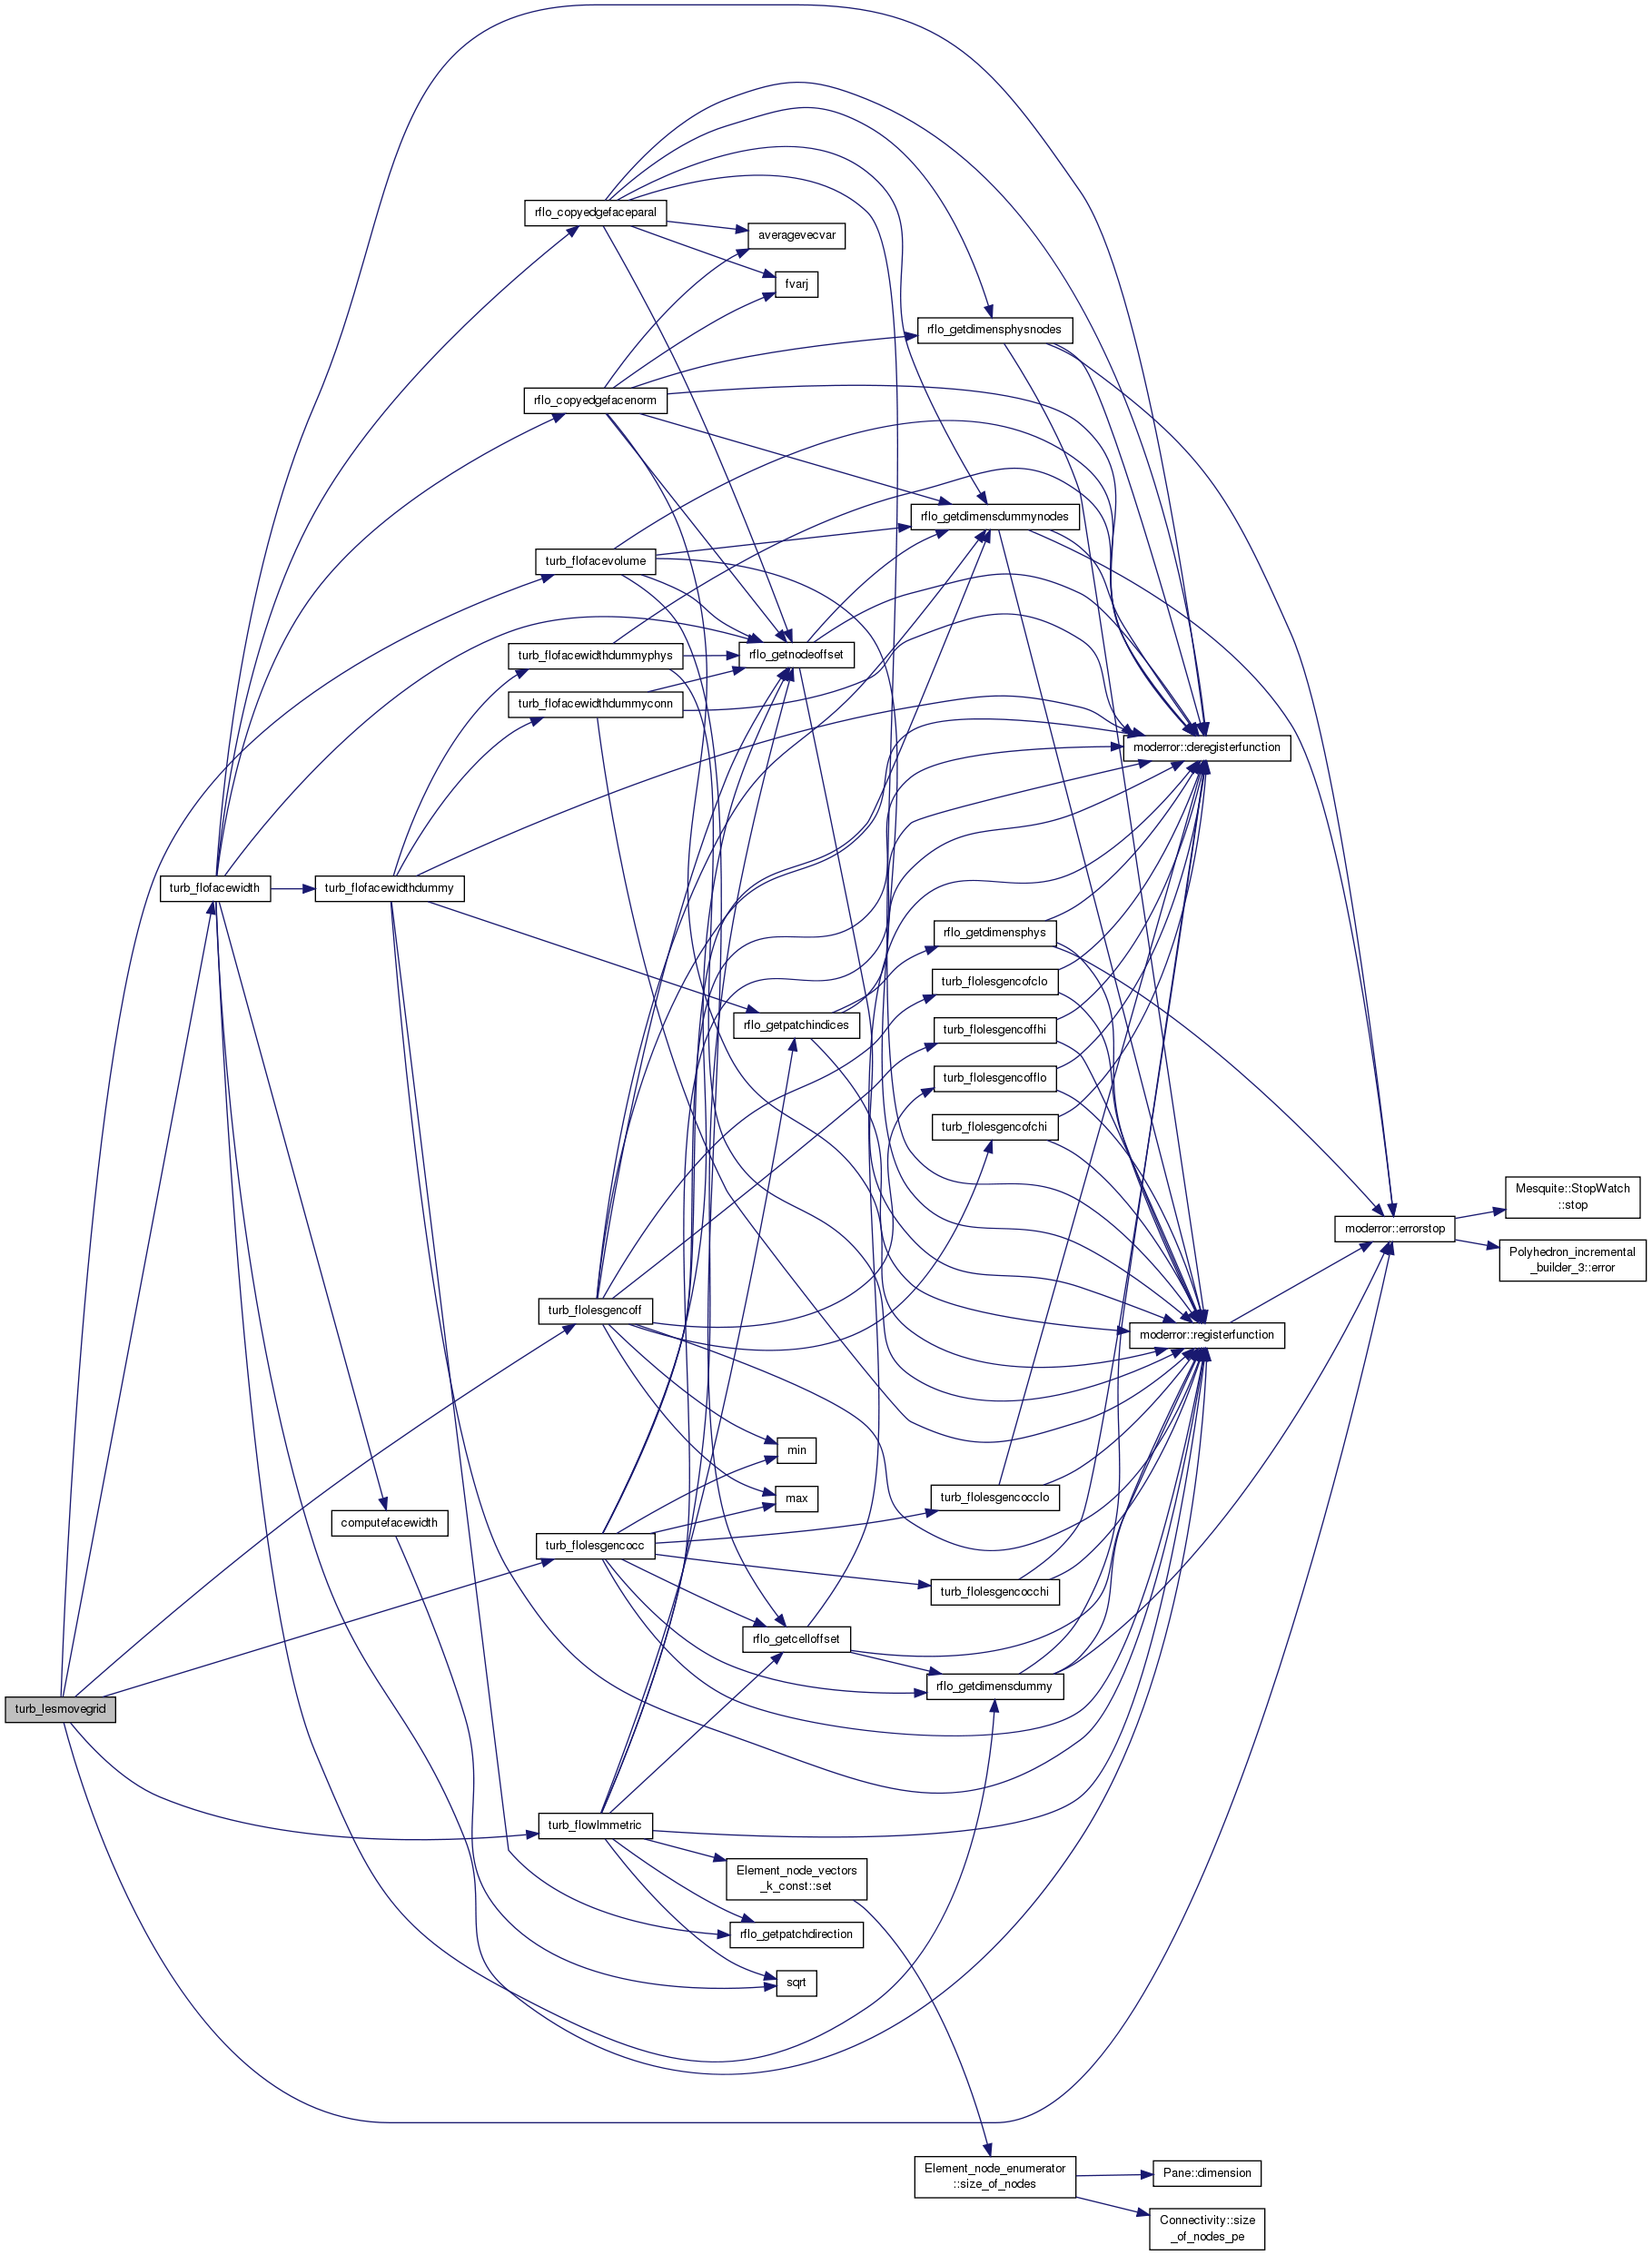 rflo_copyedgefaceparal
averagevecvar
fvarj
rflo_getdimensphysnodes
rflo_copyedgefacenorm
rflo_getdimensdummynodes
turb_flofacevolume
turb_flofacewidthdummyphys
rflo_getnodeoffset
turb_flofacewidthdummyconn
moderror::deregisterfunction
turb_flofacewidth
turb_flofacewidthdummy
rflo_getdimensphys
turb_flolesgencofclo
rflo_getpatchindices
turb_flolesgencoffhi
turb_flolesgencofflo
turb_flolesgencofchi
Mesquite::StopWatch
::stop
moderror::errorstop
Polyhedron_incremental
_builder_3::error
turb_flolesgencoff
moderror::registerfunction
min
max
turb_flolesgencocclo
computefacewidth
turb_flolesgencocc
turb_flolesgencocchi
rflo_getcelloffset
rflo_getdimensdummy
turb_lesmovegrid
turb_flowlmmetric
Element_node_vectors
_k_const::set
rflo_getpatchdirection
sqrt
Element_node_enumerator
::size_of_nodes
Pane::dimension
Connectivity::size
_of_nodes_pe